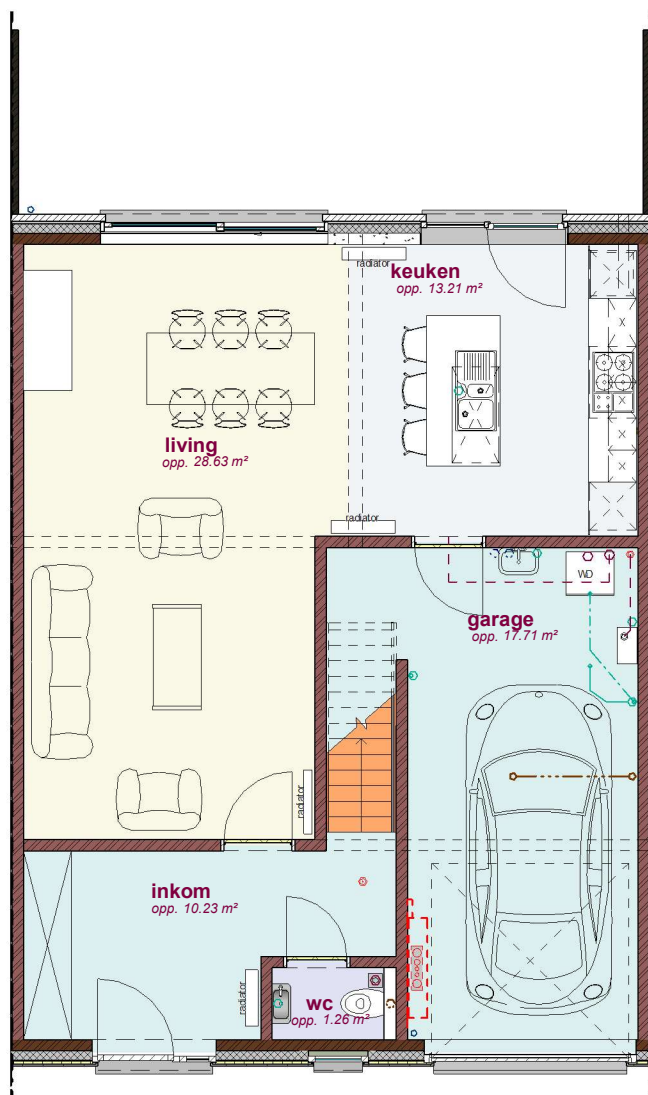 radiator
keuken
opp. 13.21 m²
living
opp. 28.63 m²
radiator
WD
garage
opp. 17.71 m²
radiator
inkom
opp. 10.23 m²
radiator
wc
opp. 1.26 m²